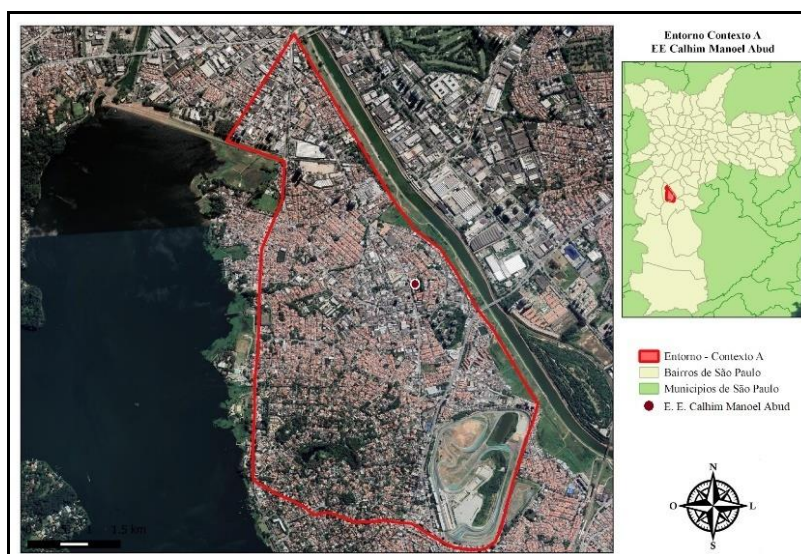 Entorno Contexto A
EE Calhim Manoel Abud
Entorno - Contexto A
Bairros de São Paulo
Municipios de São Paulo
E. E. Calhim Manoel Abud
N
O
L
S
1.5 km